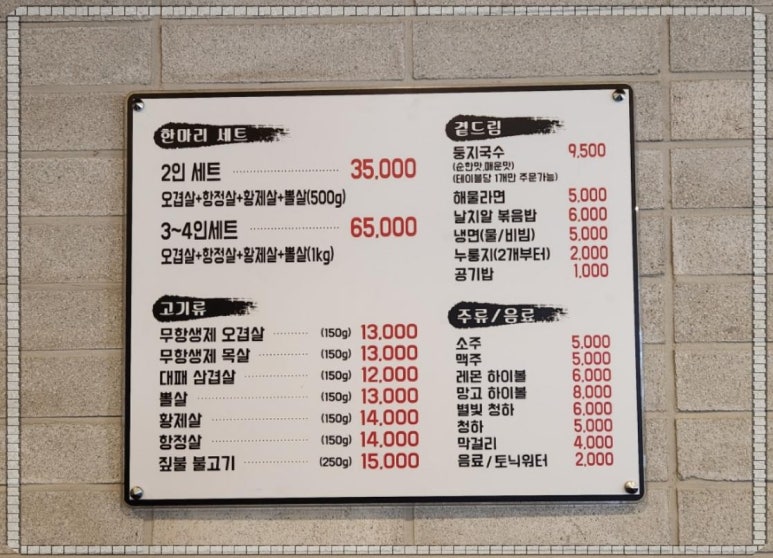 한마리 세트
2인 세트 35,000
오겹살+항정살+황제살+뽈살(500g)
3~4인세트 65,000
오겹살+항정살+황제살+뽈살(1kg)
고기류
무항생제 오겹살 (150g) 13,000
무항생제 목살 (150g) 13,000
대패 삼겹살 (150g) 12,000
뽈살 (150g) 13,000
황제살 (150g) 14,000
항정살 (150g) 14,000
짚불 불고기 (250g) 15,000
곁드림
둥지국수 9,500
(순한맛,매운맛)
(테이블당 1개만 주문가능)
해물라면 5,000
날치알 볶음밥 6,000
냉면(물/비빔) 5,000
누룽지(2개부터) 2,000
공기밥 1,000
주류/음료
소주 5,000
맥주 5,000
레몬 하이볼 6,000
망고 하이볼 8,000
별빛 청하 6,000
청하 5,000
막걸리 4,000
음료/토닉워터 2,000